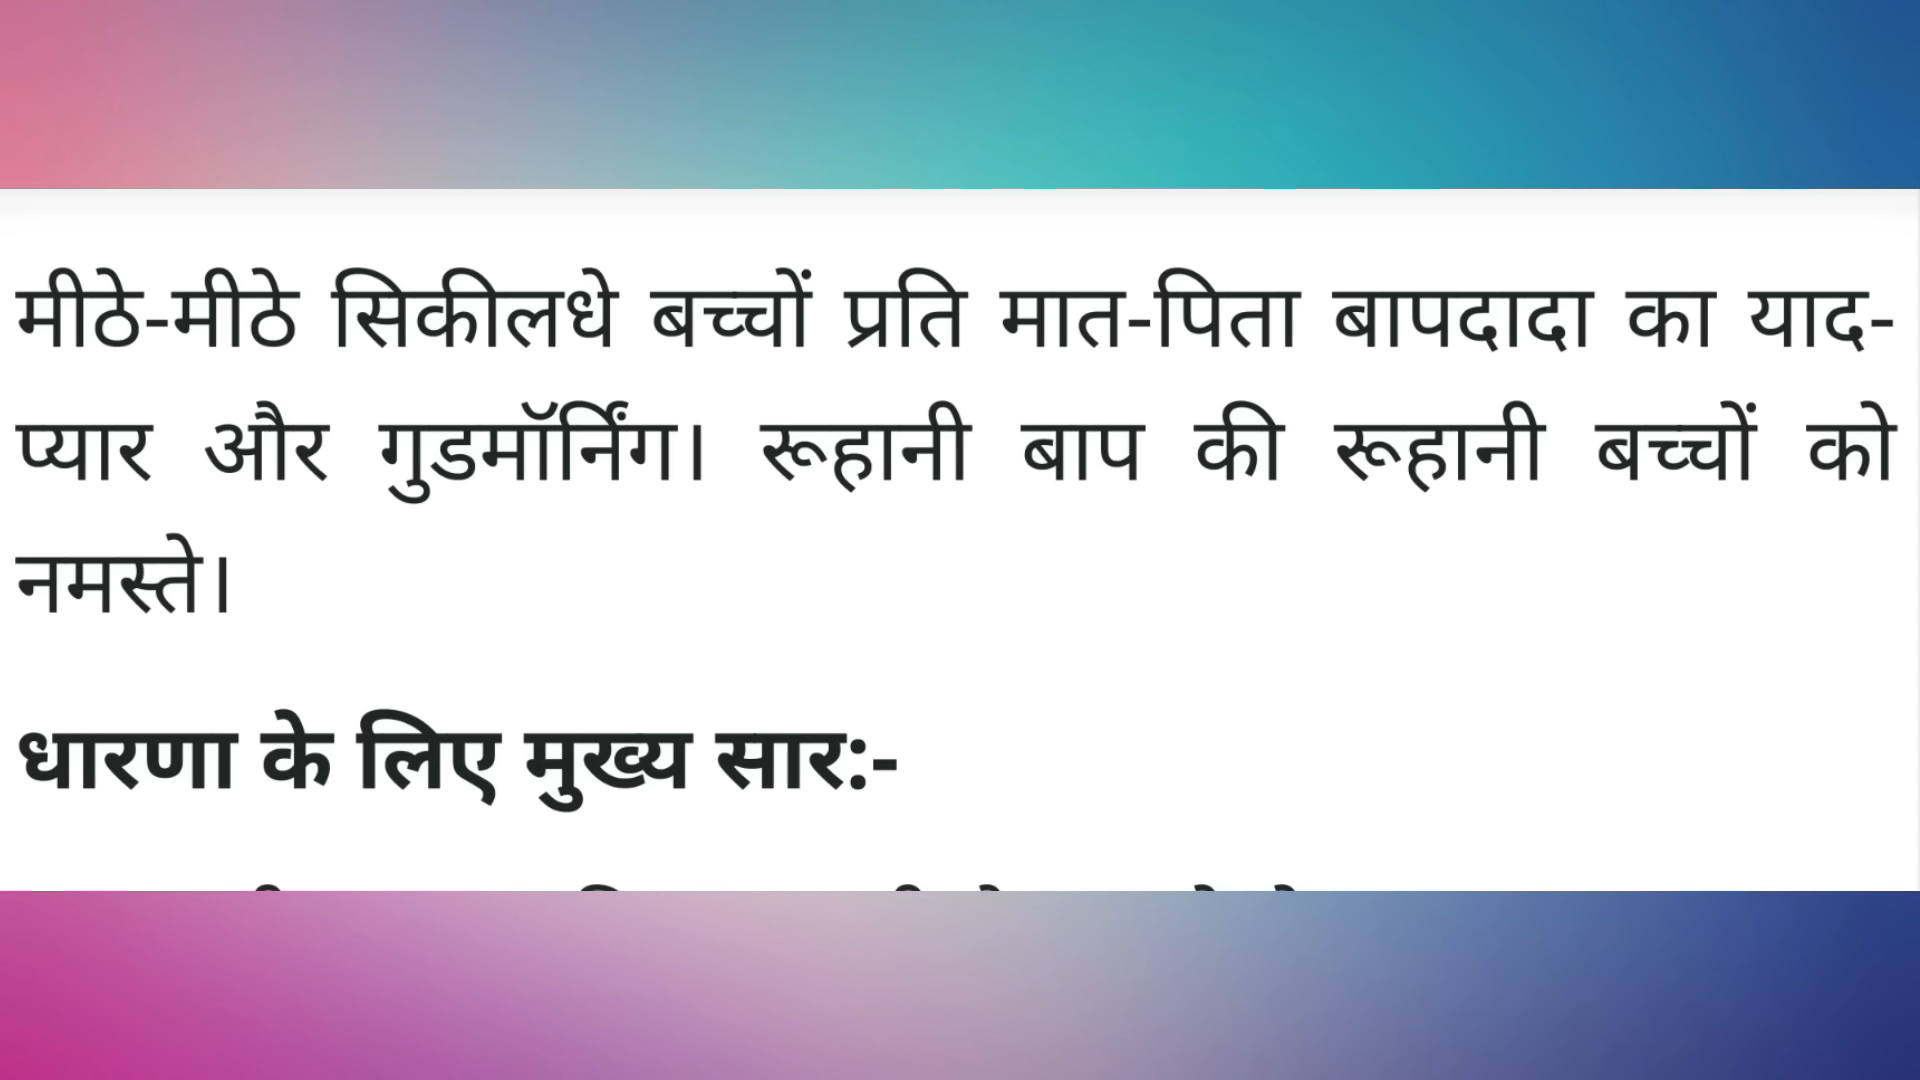 मीठे-मीठे सिकीलधे बच्चों प्रति मात-पिता बापदादा का याद-
प्यार और गुडमॉर्निंग। रूहानी बाप की रूहानी बच्चों को
नमस्ते।
धारणा के लिए मुख्य सार:-